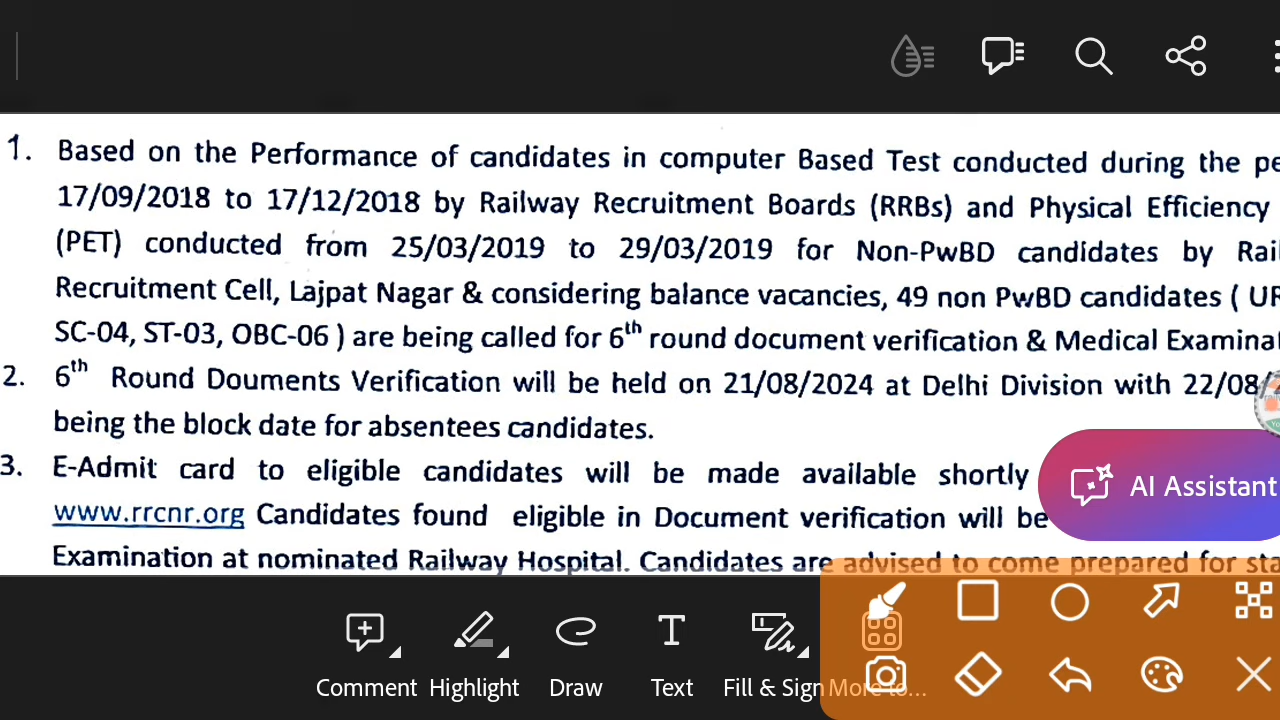 1. Based on the Performance of candidates in computer Based Test conducted during the
17/09/2018 to 17/12/2018 by Railway Recruitment Boards (RRBs) and Physical Efficiency
(PET) conducted from 25/03/2019 to 29/03/2019 for Non-PwBD candidates by
Recruitment Cell, Lajpat Nagar & considering balance vacancies, 49 non PwBD candidates (
SC-04, ST-03, OBC-06 ) are being called for 6th round document verification & Medical
2. 6th Round Douments Verification will be held on 21/08/2024 at Delhi Division with 22/08/
being the block date for absentees candidates.
3. E-Admit card to eligible candidates will be made available shortly
www.rrcnr.org Candidates found eligible in Document verification will be
Examination at nominated Railway Hospital. Candidates are advised to come prepared for
AI Assistant
Comment Highlight Draw Text Fill & Sign More to...